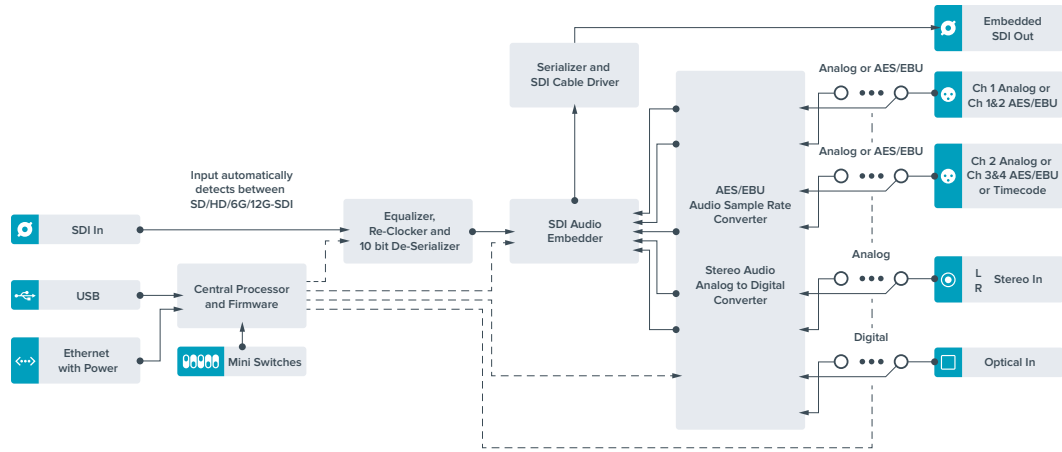 Embedded
SDI Out
Serializer and
SDI Cable Driver
Analog or AES/EBU
Ch 1 Analog or
Ch 1&2 AES/EBU
Analog or AES/EBU
Ch 2 Analog or
Ch 3&4 AES/EBU
or Timecode
Input automatically
detects between
SD/HD/6G/12G-SDI
AES/EBU
Audio Sample Rate
Converter
SDI In
Equalizer,
Re-Clocker and
10 bit De-Serializer
SDI Audio
Embedder
Analog
Stereo Audio
Analog to Digital
Converter
L
R
Stereo In
USB
Central Processor
and Firmware
Digital
Ethernet
with Power
Mini Switches
Optical In